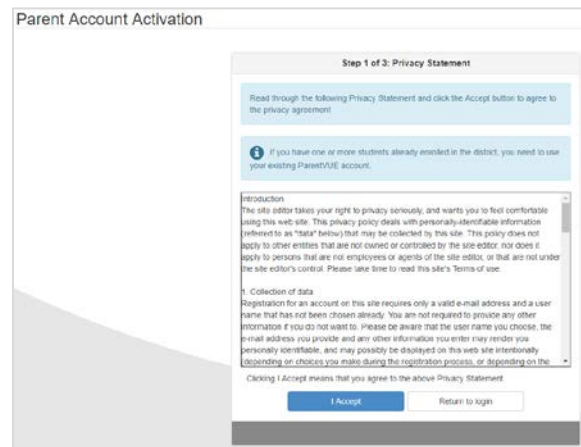 Parent Account Activation
Step 1 of 3: Privacy Statement
Read through the following Privacy Statement and click the Accept button to agree to
the privacy agreement
If you have one or more students already enrolled in the district, you need to use
your existing ParentVUE account.
Introduction
The site editor takes your right to privacy seriously, and wants you to feel comfortable
using this web site. This privacy policy deals with personally-identifiable information
(referred to as "data" below) that may be collected by this site. This policy does not
apply to other entities that are not owned or controlled by the site editor, nor does it
apply to persons that are not employees or agents of the site editor, or that are not under
the site editor's control. Please take time to read this site's Terms of use.
1. Collection of data
Registration for an account on this site requires only a valid e-mail address and a user
name that has not been chosen already. You are not required to provide any other
information if you do not want to. Please be aware that the user name you choose, the
e-mail address you provide and any other information you enter may render you
personally identifiable, and may possibly be displayed on this web site intentionally
(depending on choices you make during the registration process, or depending on the
Clicking I Accept means that you agree to the above Privacy Statement
I Accept
Return to login